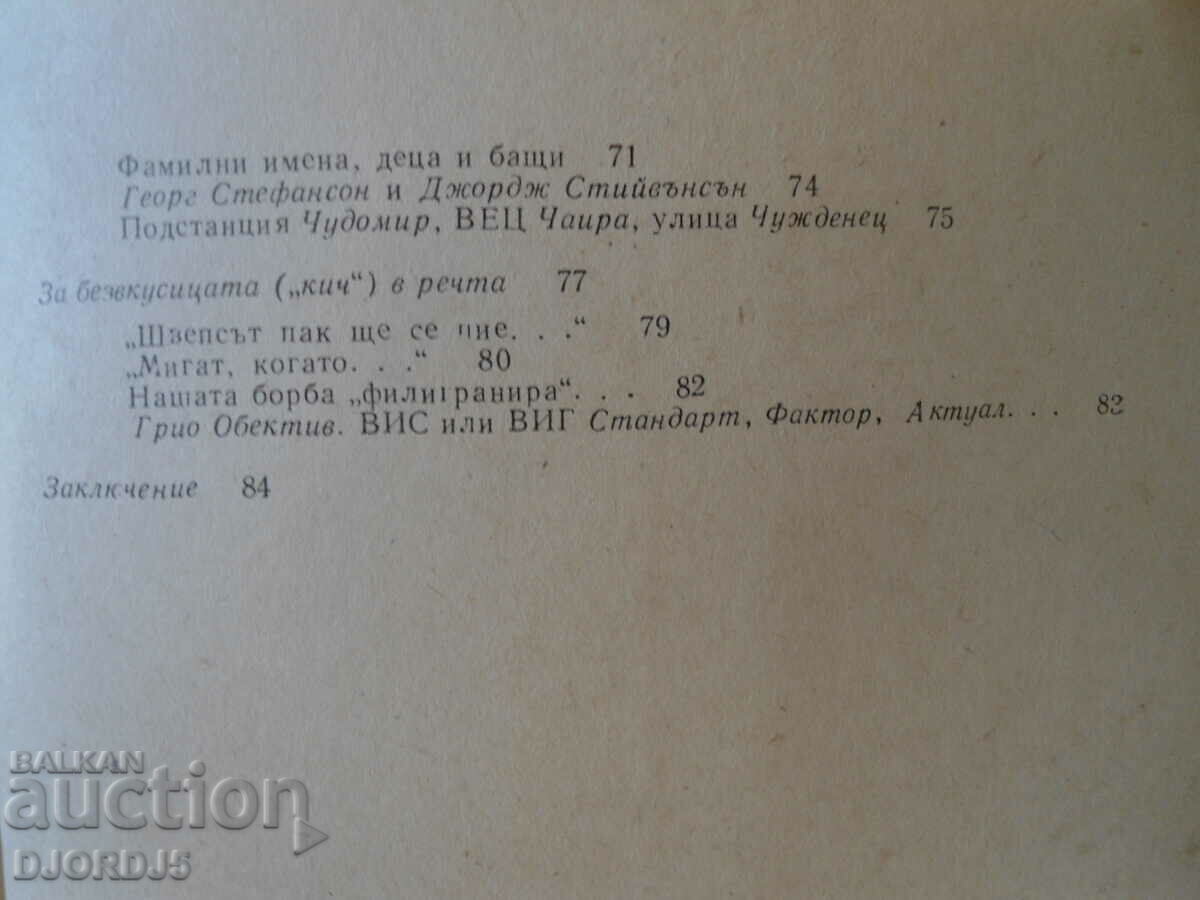 Фамилни имена, деца и бащи 71
Георг Стефансон и Джордж Стийвънсън 74
Подстанция Чудомир, ВЕЦ Чаира, улица Чужденец 75
За безвкусицата („кич“) в речта 77
„Швепсът пак ще се пие. . .“ 79
„Мигат, когато. . .“ 80
Нашата борба „филигранира“. . . 82
Трио Обектив. ВИС или ВИГ Стандарт, Фактор, Актуал. . . 82
Заключение 84
BALKAN
auction
DJORDJ5